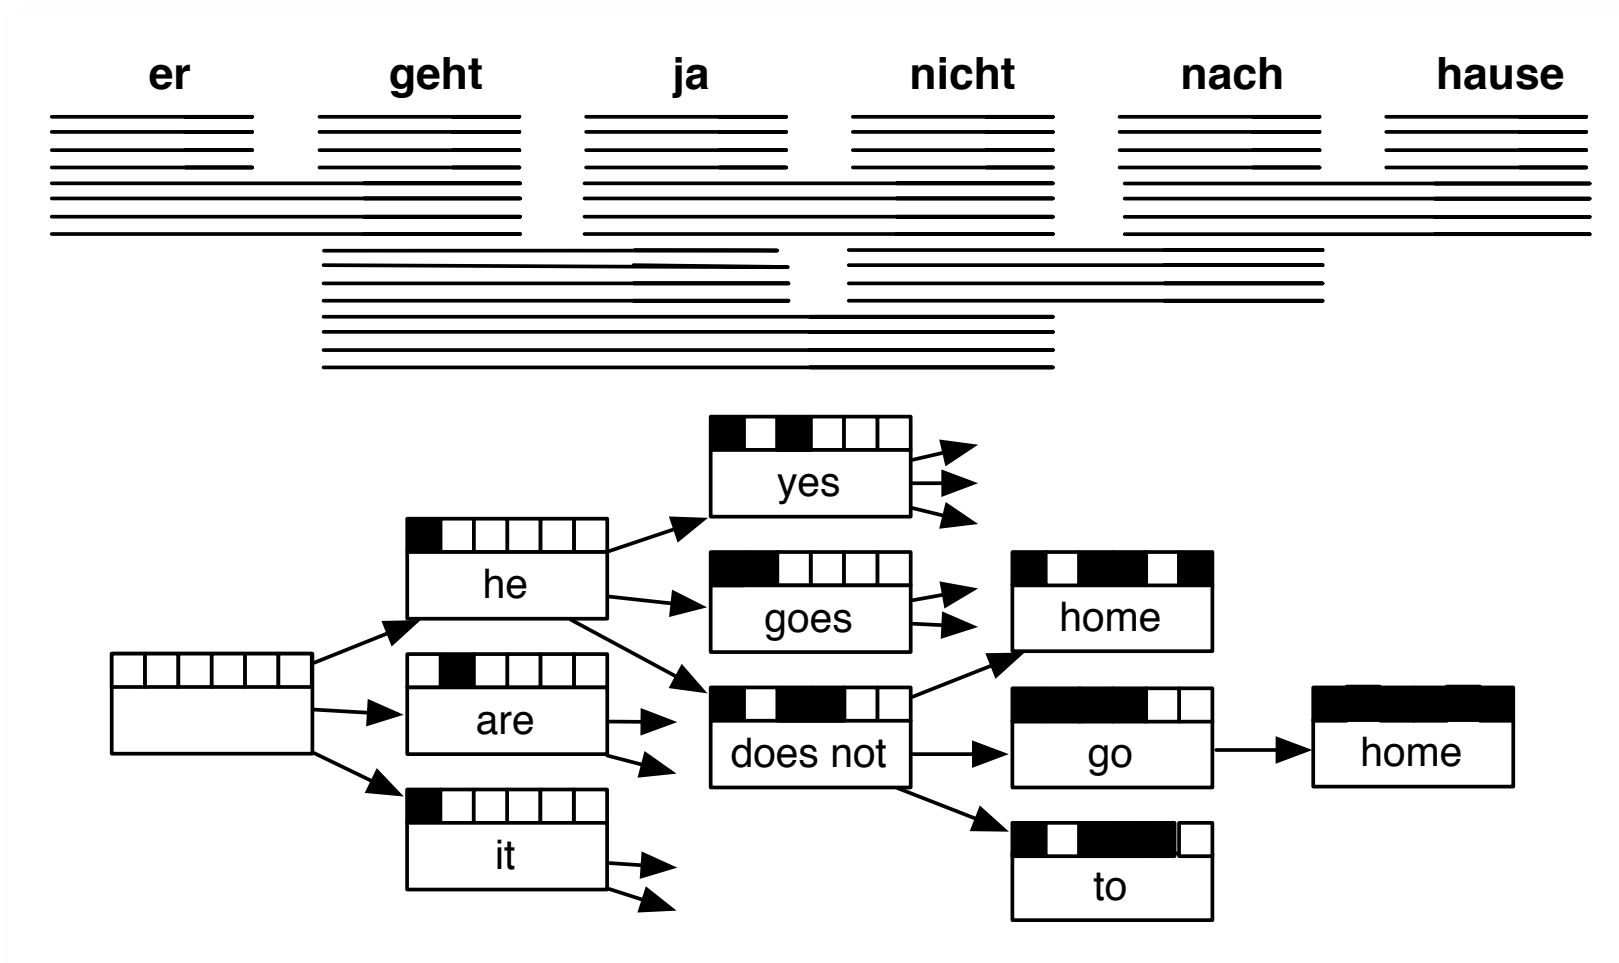 er geht ja nicht nach hause
yes
he
goes
home
are
does not
go
home
it
to